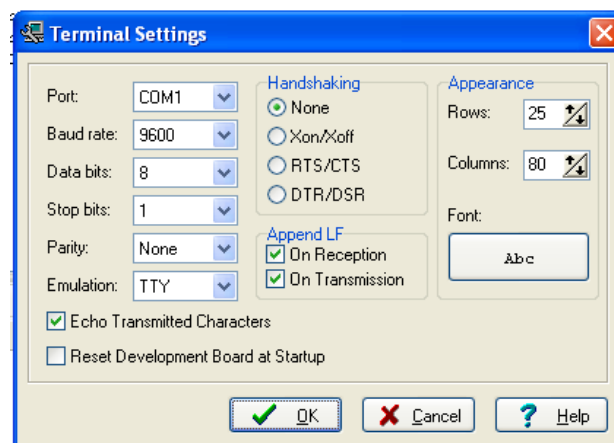 Terminal Settings
Port: COM1
Baud rate: 9600
Data bits: 8
Stop bits: 1
Parity: None
Emulation: TTY
Echo Transmitted Characters
Reset Development Board at Startup
Handshaking
None
Xon/Xoff
RTS/CTS
DTR/DSR
Append LF
On Reception
On Transmission
Appearance
Rows: 25
Columns: 80
Font:
Abc
OK
Cancel
Help